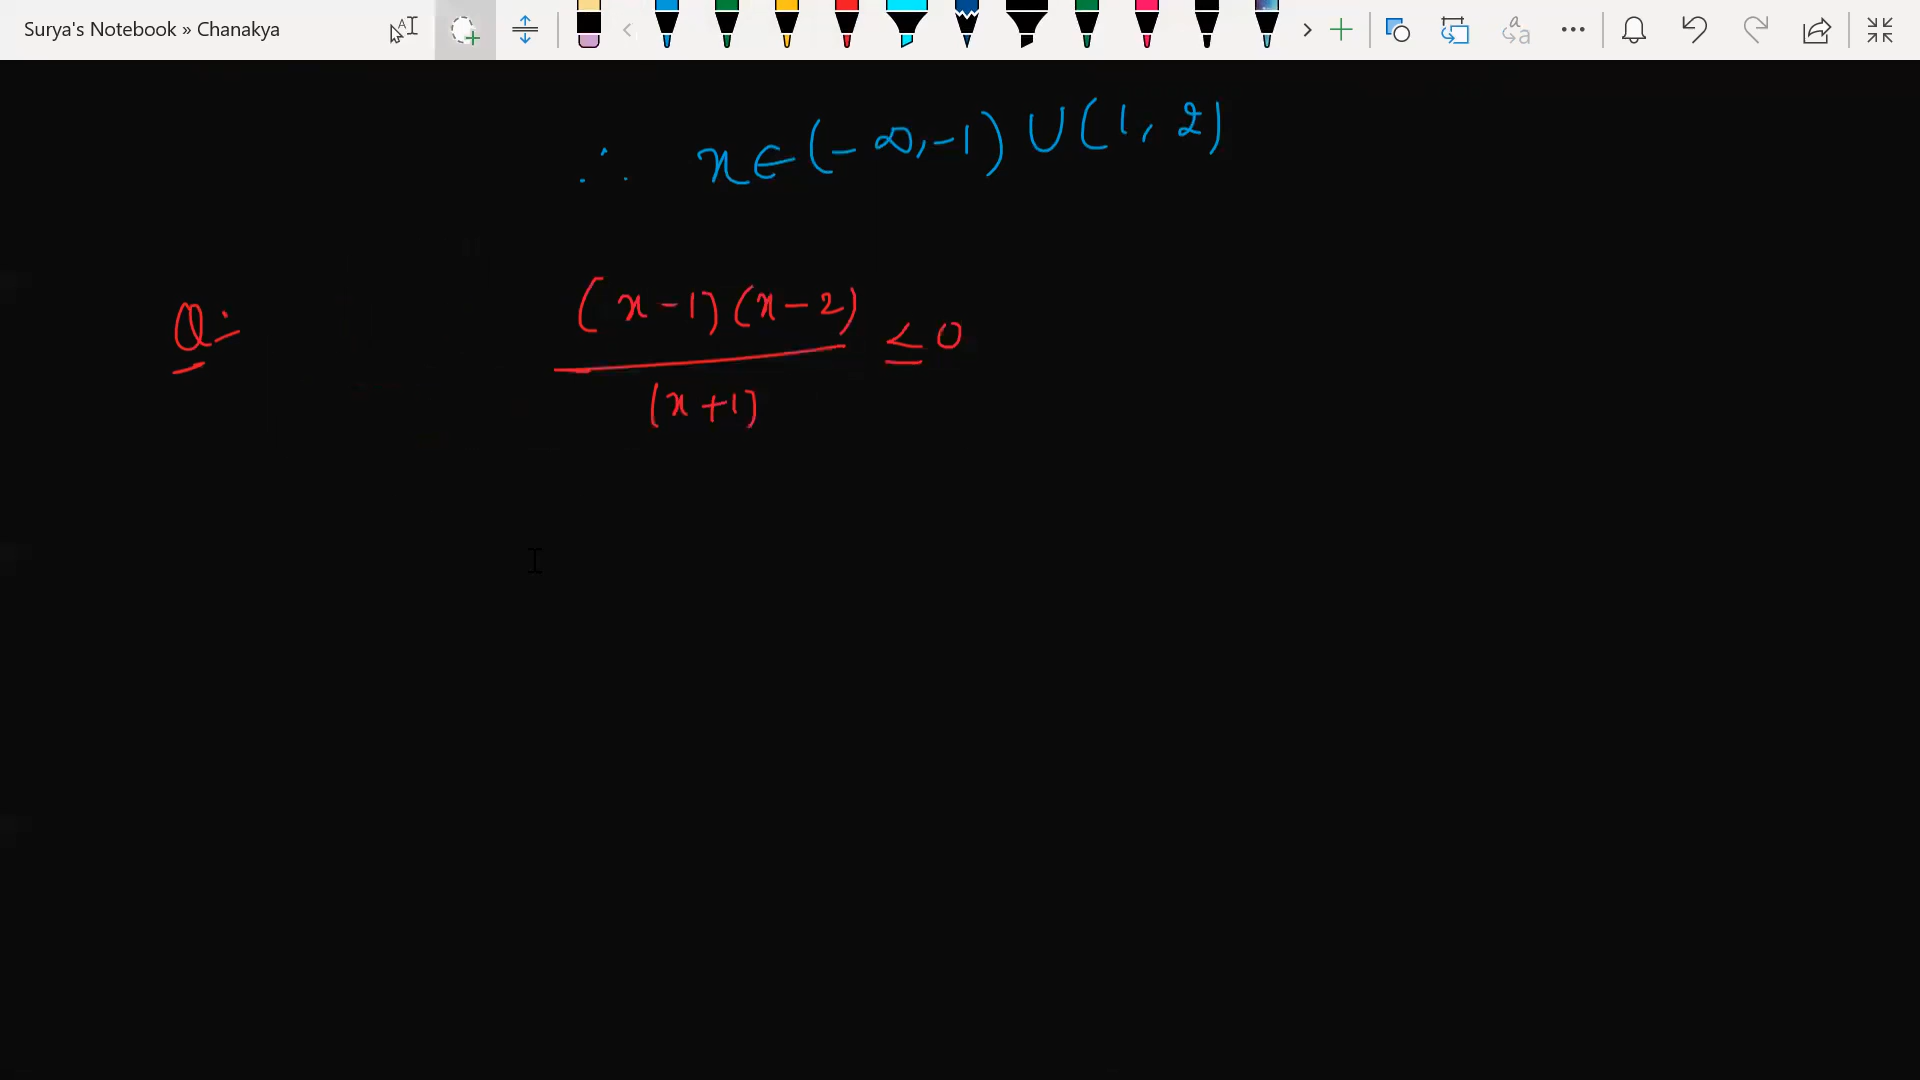 Surya's Notebook » Chanakya
∴ x∈(-∞,-1) ∪ (1, 2)
Q:- (x-1)(x-2)/(x+1) ≤ 0